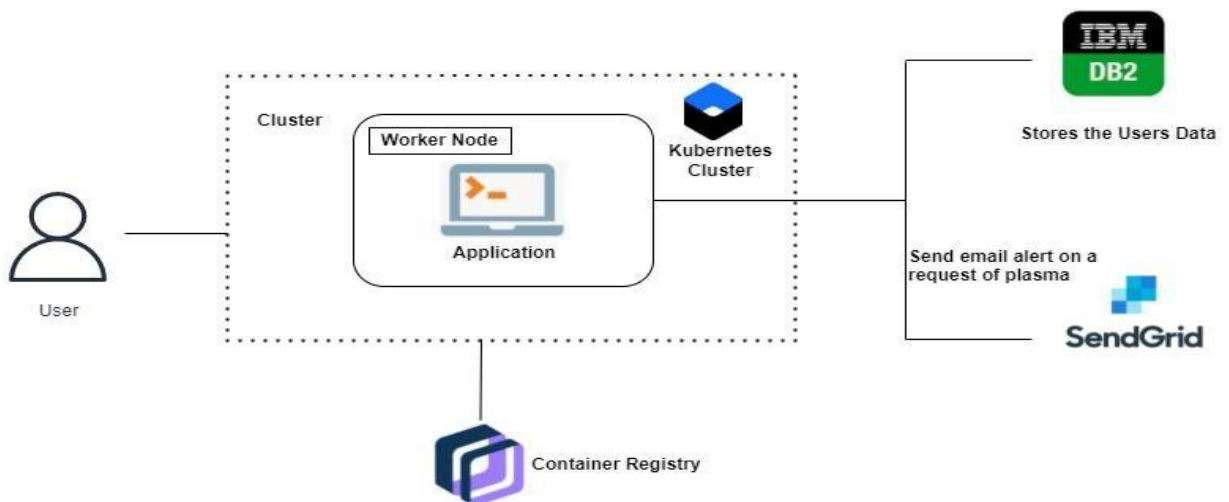 IBM
DB2
Stores the Users Data
Cluster
Worker Node
Kubernetes
Cluster
Application
User
Send email alert on a
request of plasma
SendGrid
Container Registry